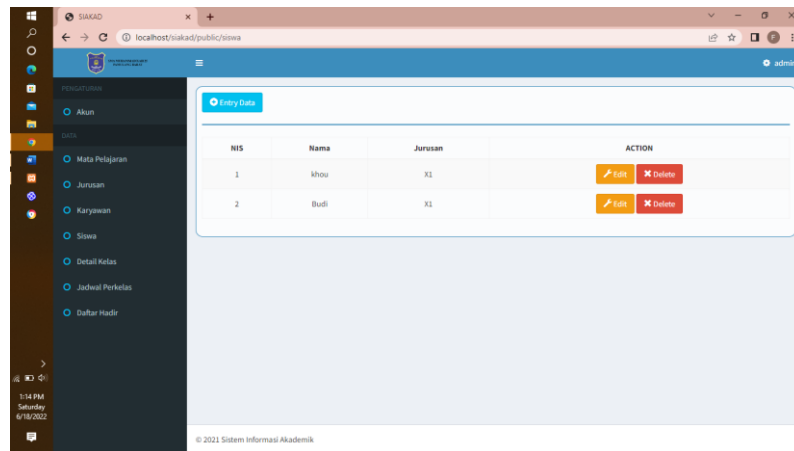 SIAKAD
localhost/siakad/public/siswa
admin
PENGATURAN
Akun
DATA
Mata Pelajaran
Jurusan
Karyawan
Siswa
Detail Kelas
Jadwal Perkelas
Daftar Hadir
Entry Data
NIS Nama Jurusan ACTION
1 khou X1 Edit Delete
2 Budi X1 Edit Delete
© 2021 Sistem Informasi Akademik
1:14 PM
Saturday
6/18/2022